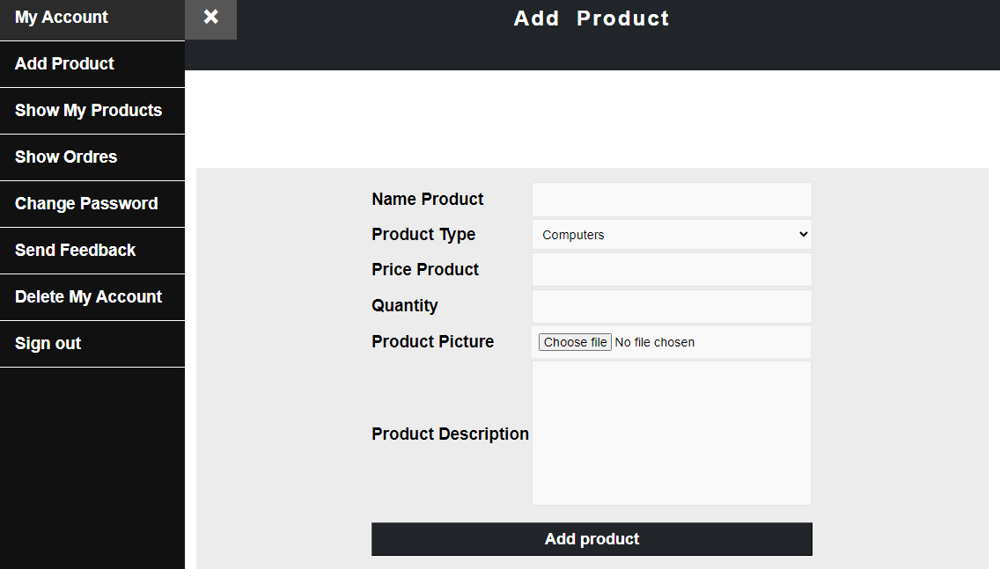 My Account
×
Add Product
Add Product
Show My Products
Show Ordres
Change Password
Send Feedback
Delete My Account
Sign out
Name Product
Product Type Computers
Price Product
Quantity
Product Picture Choose file No file chosen
Product Description
Add product